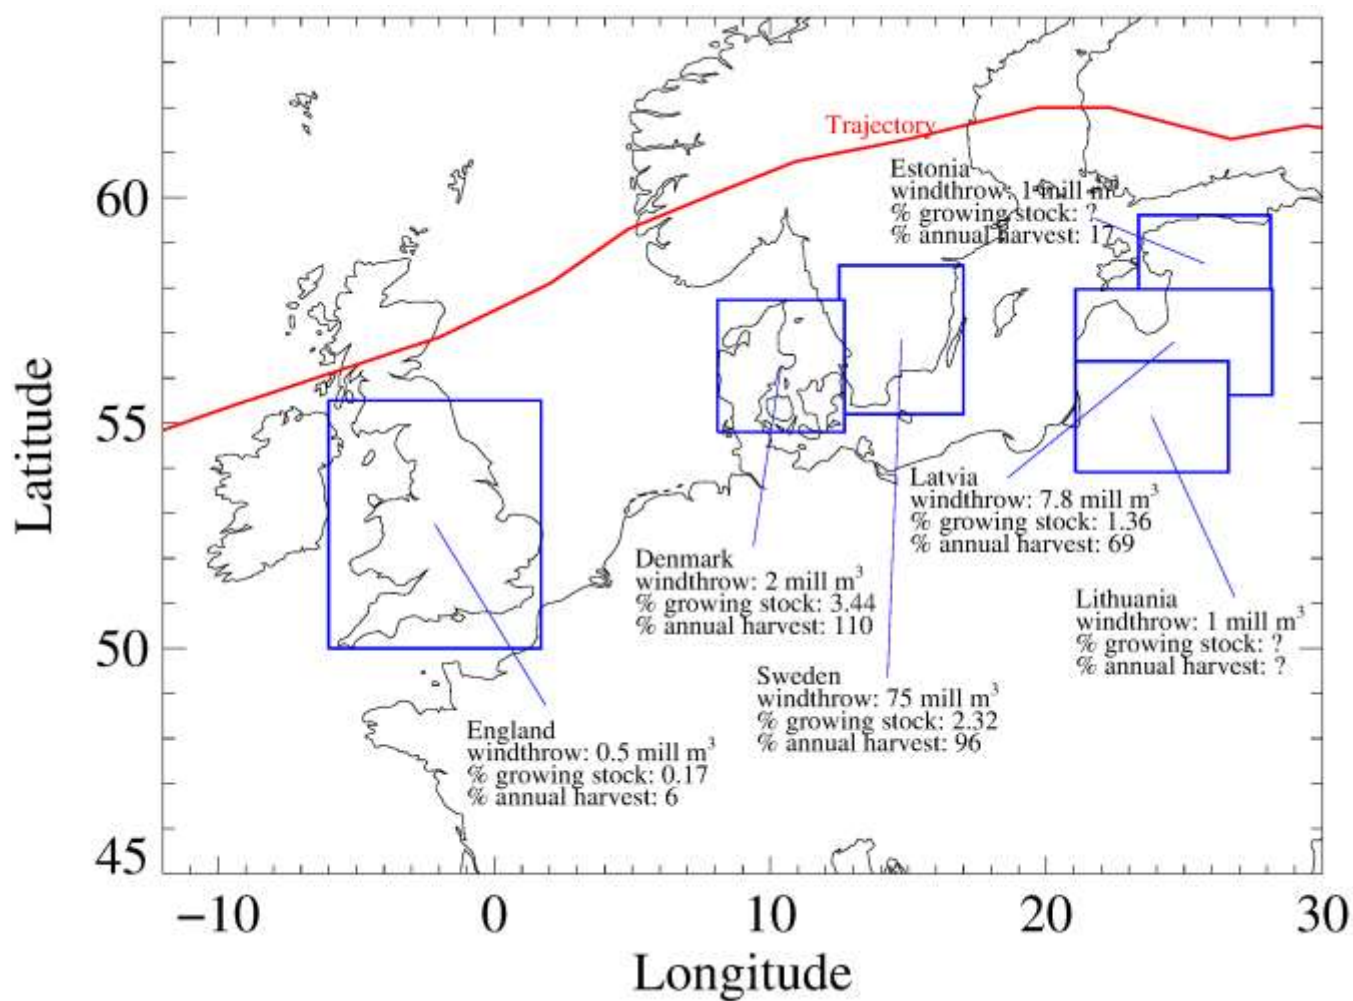 Trajectory
Estonia
windthrow: 1 mill m³
% growing stock: ?
% annual harvest: 17
60
55
50
45
Latitude
Latvia
windthrow: 7.8 mill m³
% growing stock: 1.36
% annual harvest: 69
Denmark
windthrow: 2 mill m³
% growing stock: 3.44
% annual harvest: 110
Lithuania
windthrow: 1 mill m³
% growing stock: ?
% annual harvest: ?
Sweden
windthrow: 75 mill m³
% growing stock: 2.32
% annual harvest: 96
England
windthrow: 0.5 mill m³
% growing stock: 0.17
% annual harvest: 6
−10 0 10 20 30
Longitude